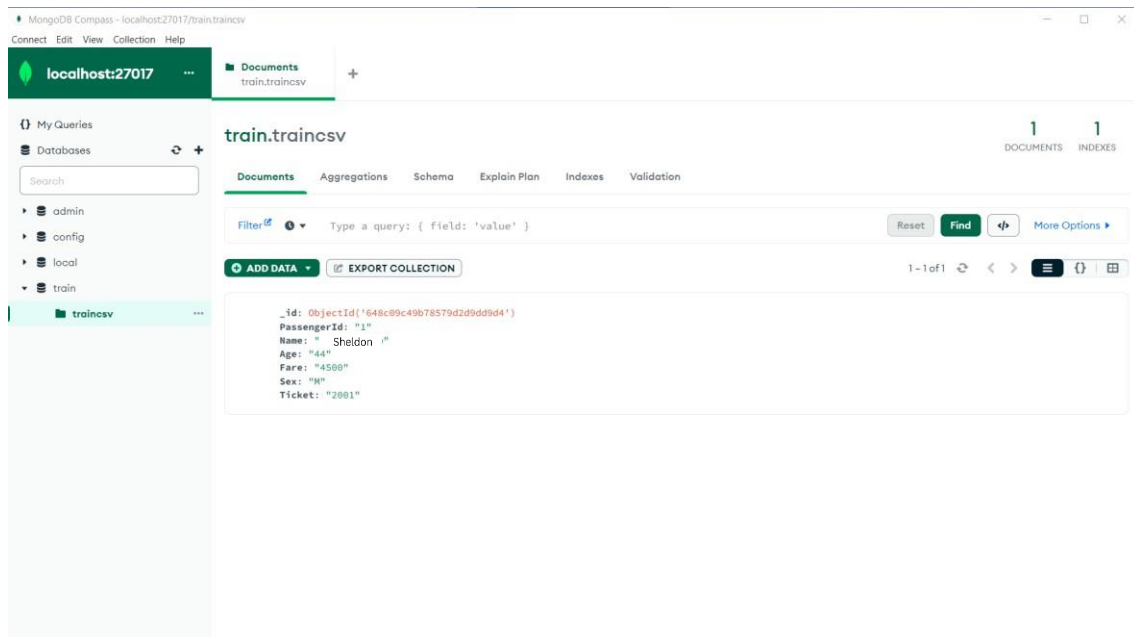 MongoDB Compass - localhost:27017/train.traincsv
Connect Edit View Collection Help
localhost:27017 ...
Documents
train.traincsv
+
{} My Queries
Databases +
Search
admin
config
local
train
traincsv ...
train.traincsv
1 DOCUMENTS
1 INDEXES
Documents Aggregations Schema Explain Plan Indexes Validation
Filter Type a query: { field: 'value' } Reset Find </> More Options
ADD DATA EXPORT COLLECTION 1-1 of 1 < > {}
_id: ObjectId('648c09c49b78579d2d9dd9d4')
PassengerId: "1"
Name: " Sheldon "
Age: "44"
Fare: "4500"
Sex: "M"
Ticket: "2001"